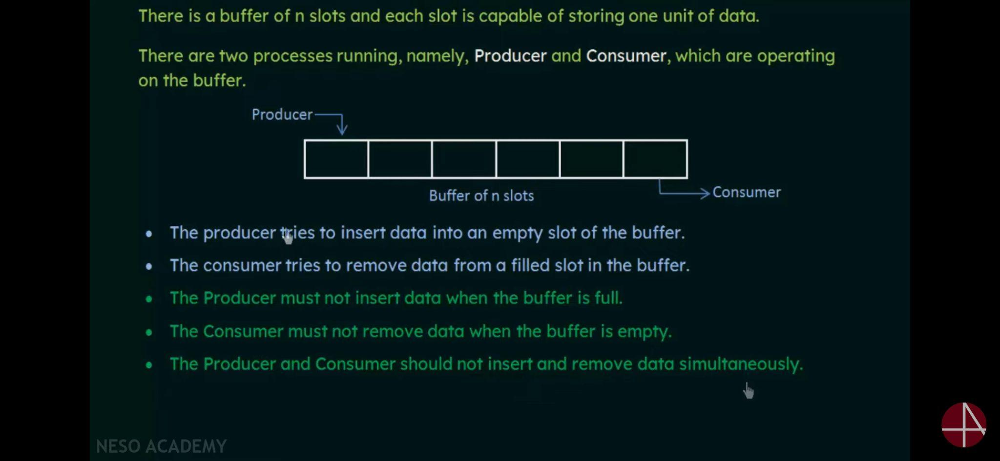 There is a buffer of n slots and each slot is capable of storing one unit of data.
There are two processes running, namely, Producer and Consumer, which are operating
on the buffer.
Producer
Buffer of n slots
Consumer
• The producer tries to insert data into an empty slot of the buffer.
• The consumer tries to remove data from a filled slot in the buffer.
• The Producer must not insert data when the buffer is full.
• The Consumer must not remove data when the buffer is empty.
• The Producer and Consumer should not insert and remove data simultaneously.
NESO ACADEMY